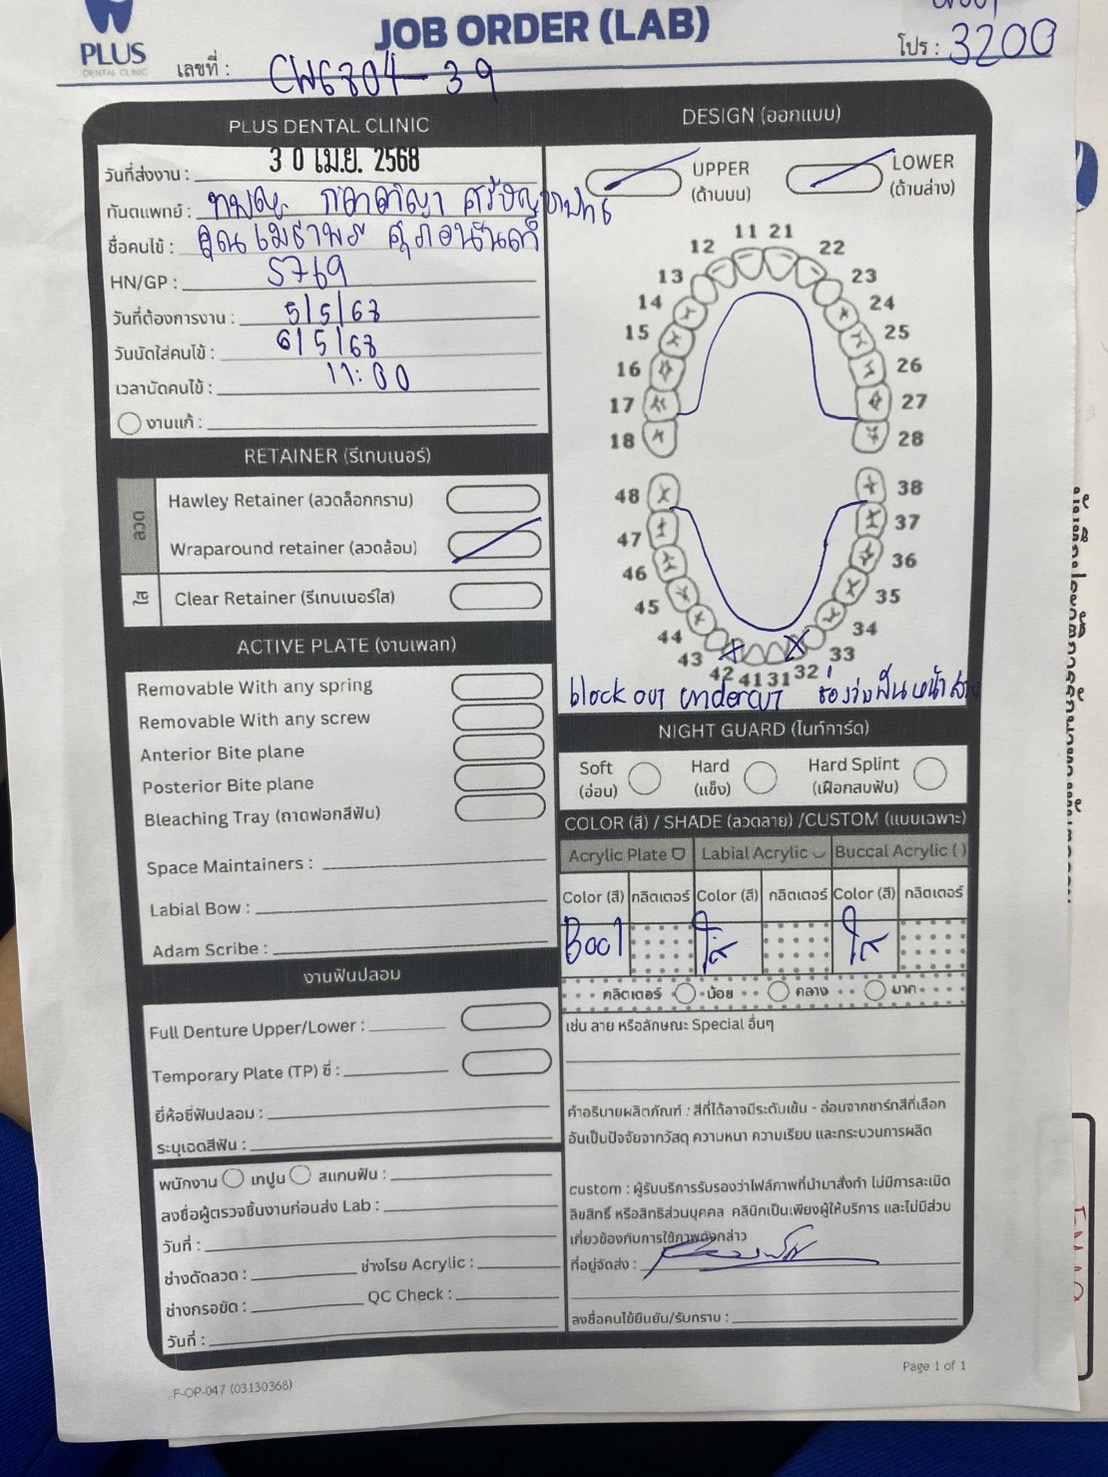 PLUS
DENTAL CLINIC
JOB ORDER (LAB)
เลขที่ : CW6804-39
โปร : 3200
PLUS DENTAL CLINIC
วันที่ส่งงาน : 30 เม.ย. 2568
ทันตแพทย์ : ทพญ.
ชื่อคนไข้ : คุณ
HN/GP : 5769
วันที่ต้องการงาน : 5/5/68
วันนัดใส่คนไข้ : 6/5/68
เวลานัดคนไข้ : 11:00
งานแก้ :
DESIGN (ออกแบบ)
UPPER
(ด้านบน)
LOWER
(ด้านล่าง)
11 21
12 22
13 23
14 24
15 25
16 26
17 27
18 28
48 38
47 37
46 36
45 35
44 34
43 33
42 41 31 32
block out undercut ช่องว่างฟันหน้าล่าง
RETAINER (รีเทนเนอร์)
ลวด
Hawley Retainer (ลวดล็อกกราม)
Wraparound retainer (ลวดล้อม)
ใส
Clear Retainer (รีเทนเนอร์ใส)
ACTIVE PLATE (งานเพลท)
Removable With any spring
Removable With any screw
Anterior Bite plane
Posterior Bite plane
Bleaching Tray (ถาดฟอกสีฟัน)
Space Maintainers :
Labial Bow :
Adam Scribe :
งานฟันปลอม
Full Denture Upper/Lower :
Temporary Plate (TP) ซี่ :
ยี่ห้อซี่ฟันปลอม :
ระบุเฉดสีฟัน :
พนักงาน เทปูน สแกนฟัน :
ลงชื่อผู้ตรวจชิ้นงานก่อนส่ง Lab :
วันที่ :
ช่างดัดลวด : ช่างโรย Acrylic :
ช่างกรอขัด : QC Check :
วันที่ :
NIGHT GUARD (ไนท์การ์ด)
Soft
(อ่อน)
Hard
(แข็ง)
Hard Splint
(เฝือกสบฟัน)
COLOR (สี) / SHADE (ลวดลาย) /CUSTOM (แบบเฉพาะ)
Acrylic Plate Labial Acrylic Buccal Acrylic ( )
Color (สี) กลิตเตอร์ Color (สี) กลิตเตอร์ Color (สี) กลิตเตอร์
B001 ใส ใส
กลิตเตอร์ น้อย กลาง มาก
เช่น ลาย หรือลักษณะ Special อื่นๆ
คำอธิบายผลิตภัณฑ์ : สีที่ได้อาจมีระดับเข้ม - อ่อนจากชาร์ทสีที่เลือก
อันเป็นปัจจัยจากวัสดุ ความหนา ความเรียบ และกระบวนการผลิต
custom : ผู้รับบริการรับรองว่าไฟล์ภาพที่นำมาสั่งทำ ไม่มีการละเมิด
ลิขสิทธิ์ หรือสิทธิส่วนบุคคล คลินิกเป็นเพียงผู้ให้บริการ และไม่มีส่วน
เกี่ยวข้องกับการใช้ภาพดังกล่าว
ที่อยู่จัดส่ง :
ลงชื่อคนไข้ยืนยัน/รับทราบ :
Page 1 of 1
F-OP-047 (03130368)